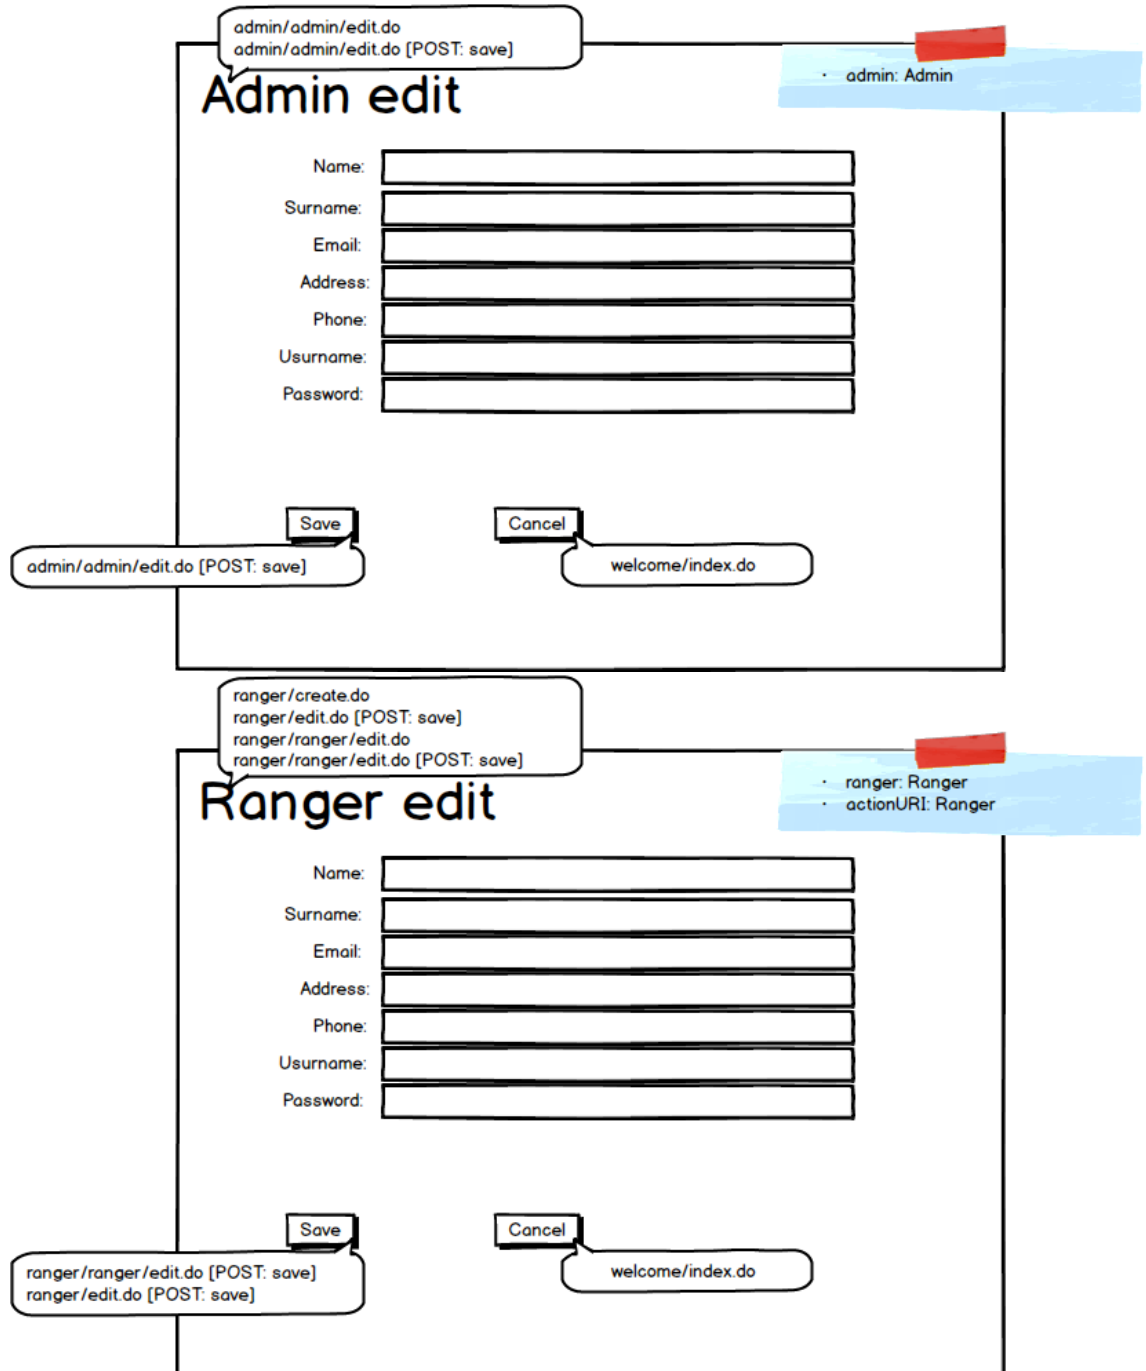 admin/admin/edit.do
admin/admin/edit.do [POST: save]
· admin: Admin
Admin edit
Name:
Surname:
Email:
Address:
Phone:
Usurname:
Password:
Save
Cancel
admin/admin/edit.do [POST: save]
welcome/index.do
ranger/create.do
ranger/edit.do [POST: save]
ranger/ranger/edit.do
ranger/ranger/edit.do [POST: save]
· ranger: Ranger
· actionURI: Ranger
Ranger edit
Name:
Surname:
Email:
Address:
Phone:
Usurname:
Password:
Save
Cancel
ranger/ranger/edit.do [POST: save]
ranger/edit.do [POST: save]
welcome/index.do